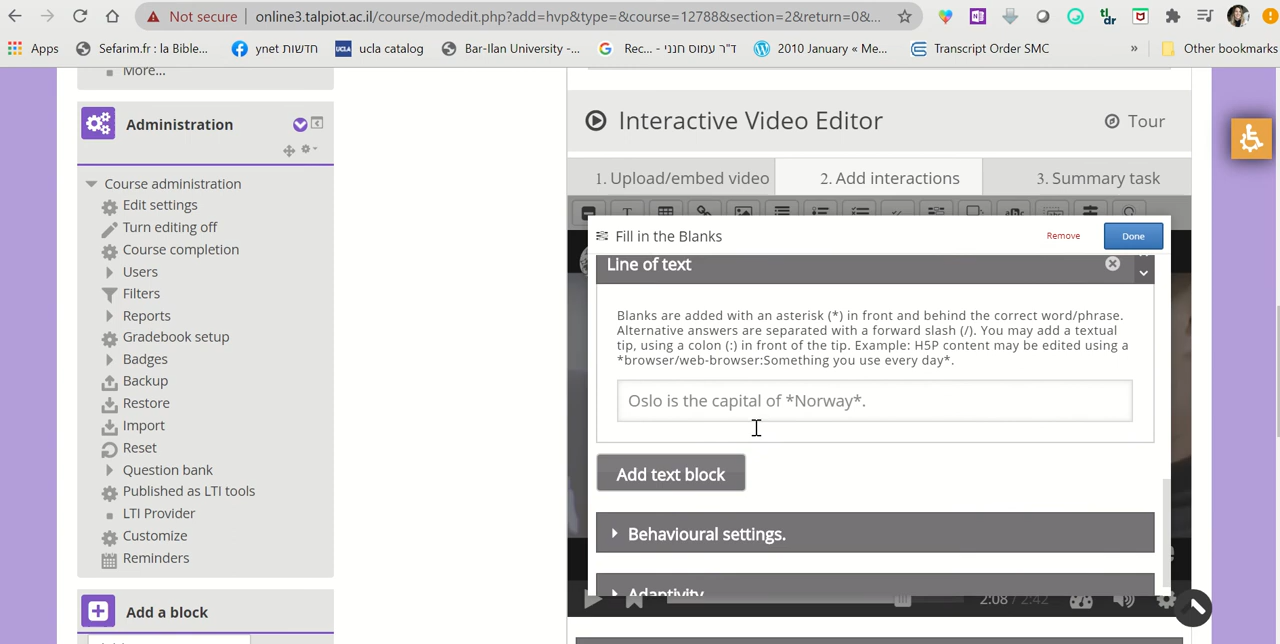 Not secure online3.talpiot.ac.il/course/modedit.php?add=hvp&type=&course=12788&section=2&return=0&...
Apps Sefarim.fr : la Bible... ynet חדשות ucla catalog Bar-Ilan University -... Rec... - ד"ר עמוס חנני 2010 January « Me... Transcript Order SMC » Other bookmarks
More...
Administration
Course administration
Edit settings
Turn editing off
Course completion
Users
Filters
Reports
Gradebook setup
Badges
Backup
Restore
Import
Reset
Question bank
Published as LTI tools
LTI Provider
Customize
Reminders
Add a block
Interactive Video Editor
Tour
1. Upload/embed video
2. Add interactions
3. Summary task
Fill in the Blanks
Remove
Done
Line of text
Blanks are added with an asterisk (*) in front and behind the correct word/phrase.
Alternative answers are separated with a forward slash (/). You may add a textual
tip, using a colon (:) in front of the tip. Example: H5P content may be edited using a
*browser/web-browser:Something you use every day*.
Oslo is the capital of *Norway*.
Add text block
Behavioural settings.
Adaptivity
2:08 / 2:42